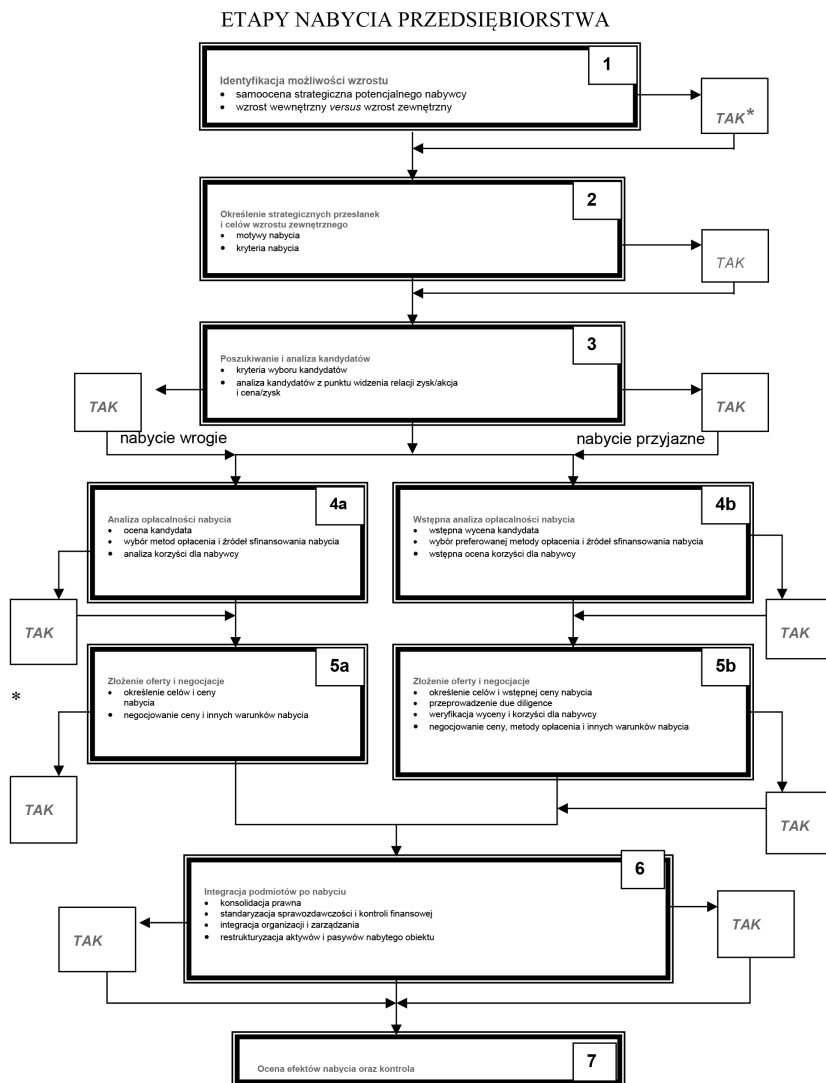 ETAPY NABYCIA PRZEDSIĘBIORSTWA
1
Identyfikacja możliwości wzrostu
• samoocena strategiczna potencjalnego nabywcy
• wzrost wewnętrzny versus wzrost zewnętrzny
TAK*
2
Określenie strategicznych przesłanek
i celów wzrostu zewnętrznego
• motywy nabycia
• kryteria nabycia
TAK
3
Poszukiwanie i analiza kandydatów
• kryteria wyboru kandydatów
• analiza kandydatów z punktu widzenia relacji zysk/akcja
i cena/zysk
TAK
TAK
nabycie wrogie
nabycie przyjazne
4a
Analiza opłacalności nabycia
• ocena kandydata
• wybór metod opłacenia i źródeł sfinansowania nabycia
• analiza korzyści dla nabywcy
4b
Wstępna analiza opłacalności nabycia
• wstępna wycena kandydata
• wybór preferowanej metody opłacenia i źródeł sfinansowania nabycia
• wstępna ocena korzyści dla nabywcy
TAK
TAK
5a
Złożenie oferty i negocjacje
• określenie celów i ceny
nabycia
• negocjowanie ceny i innych warunków nabycia
5b
Złożenie oferty i negocjacje
• określenie celów i wstępnej ceny nabycia
• przeprowadzenie due diligence
• weryfikacja wyceny i korzyści dla nabywcy
• negocjowanie ceny, metody opłacenia i innych warunków nabycia
*
TAK
TAK
6
Integracja podmiotów po nabyciu
• konsolidacja prawna
• standaryzacja sprawozdawczości i kontroli finansowej
• integracja organizacji i zarządzania
• restrukturyzacja aktywów i pasywów nabytego obiektu
TAK
TAK
7
Ocena efektów nabycia oraz kontrola